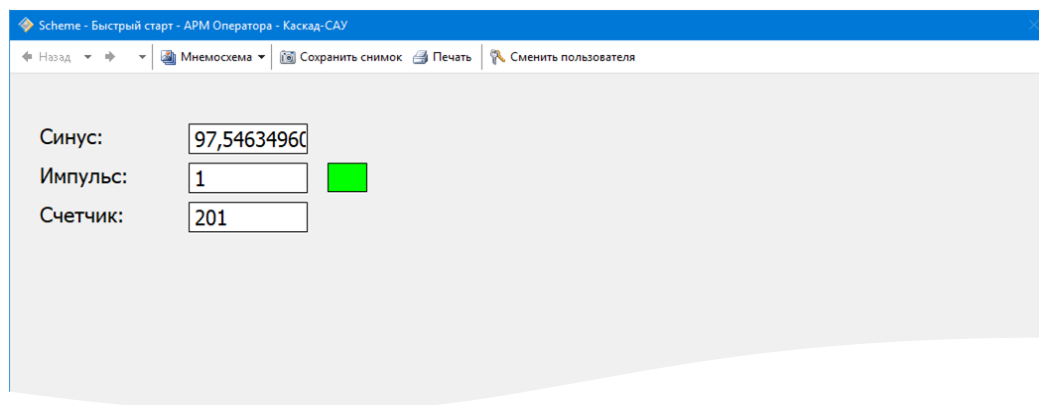 Scheme - Быстрый старт - АРМ Оператора - Каскад-САУ
Назад Мнемосхема Сохранить снимок Печать Сменить пользователя
Синус: 97,54634960
Импульс: 1
Счетчик: 201